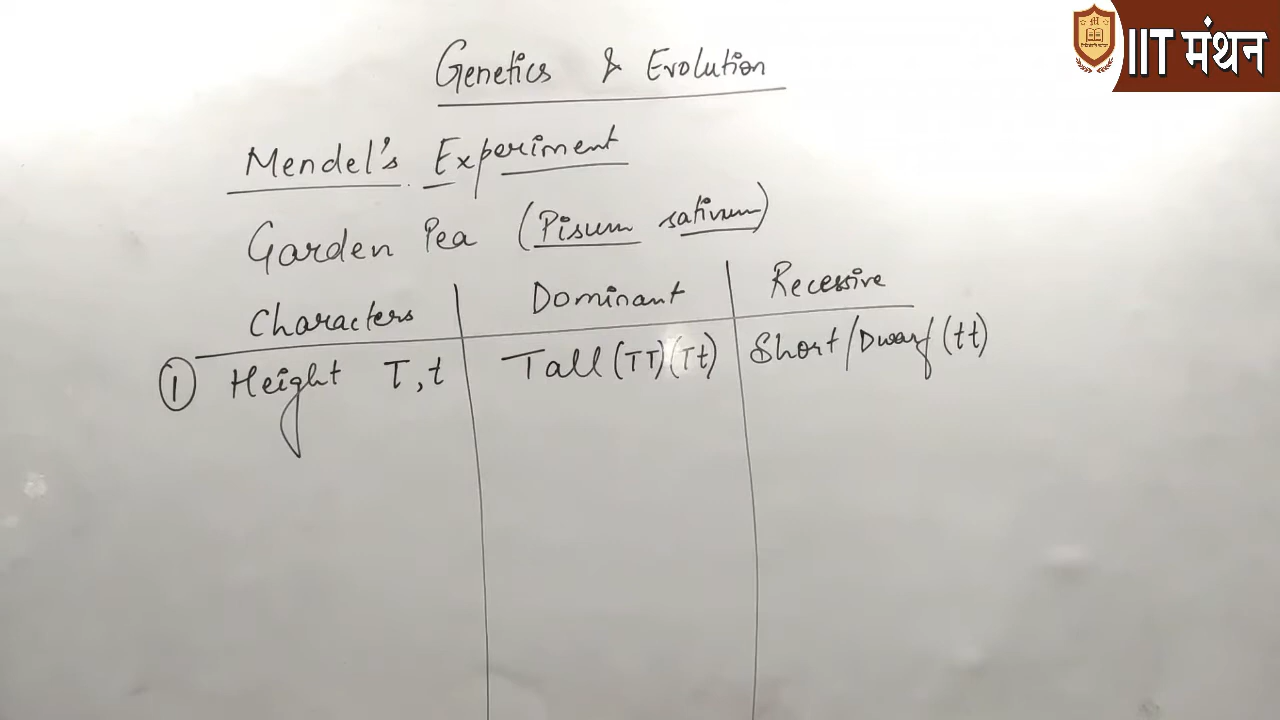 IIT मंथन
Genetics & Evolution
Mendel's Experiment
Garden Pea (Pisum sativum)
Characters Dominant Recessive
① Height T, t Tall (TT) (Tt) Short/Dwarf (tt)